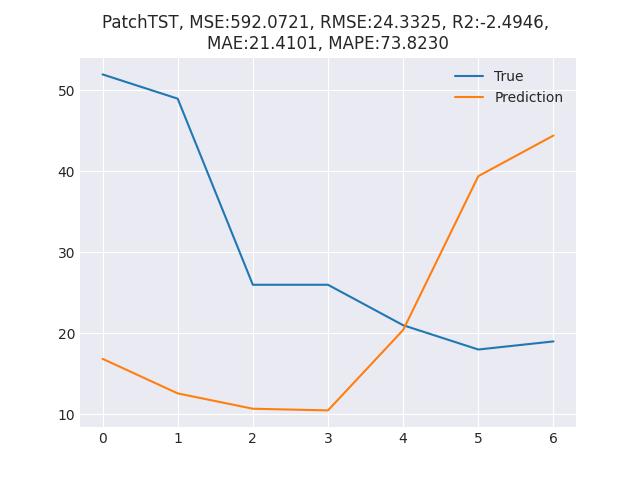 PatchTST, MSE:592.0721, RMSE:24.3325, R2:-2.4946,
MAE:21.4101, MAPE:73.8230
True
Prediction
50
40
30
20
10
0 1 2 3 4 5 6